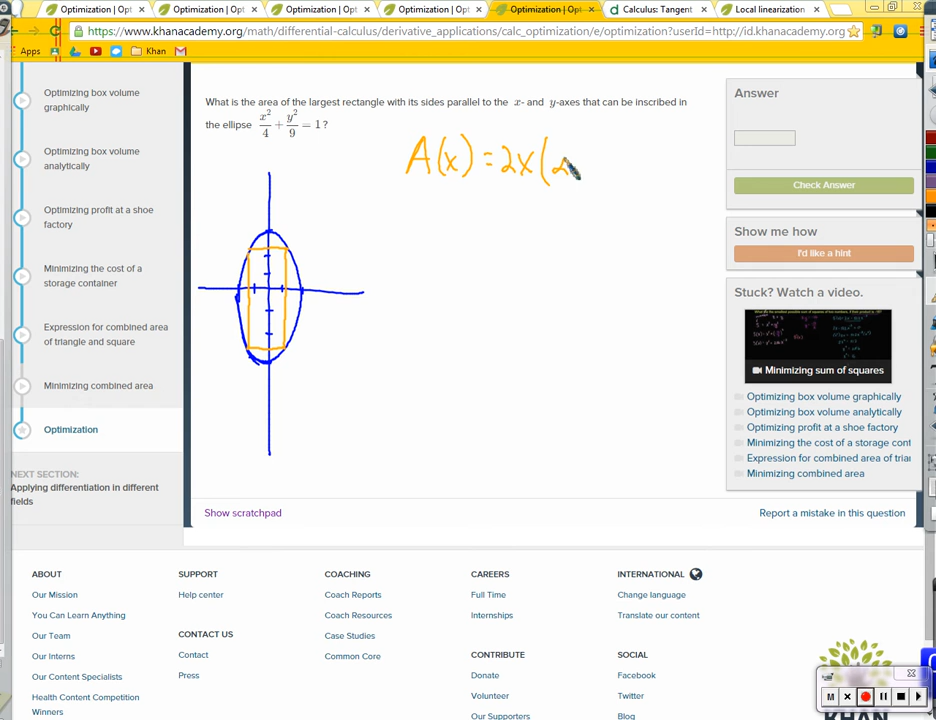 Optimization | Op
Optimization | Opt
Optimization | Opt
Optimization | Opt
Optimization | Opt
Calculus: Tangent
Local linearization
https://www.khanacademy.org/math/differential-calculus/derivative_applications/calc_optimization/e/optimization?userId=http://id.khanacademy.org
Apps
Khan
Optimizing box volume
graphically
Optimizing box volume
analytically
Optimizing profit at a shoe
factory
Minimizing the cost of a
storage container
Expression for combined area
of triangle and square
Minimizing combined area
Optimization
NEXT SECTION:
Applying differentiation in different
fields
What is the area of the largest rectangle with its sides parallel to the x- and y-axes that can be inscribed in
the ellipse x²/4 + y²/9 = 1?
A(x) = 2x(2
Answer
Check Answer
Show me how
I'd like a hint
Stuck? Watch a video.
Minimizing sum of squares
Optimizing box volume graphically
Optimizing box volume analytically
Optimizing profit at a shoe factory
Minimizing the cost of a storage cont
Expression for combined area of triar
Minimizing combined area
Show scratchpad
Report a mistake in this question
ABOUT
Our Mission
You Can Learn Anything
Our Team
Our Interns
Our Content Specialists
Health Content Competition
Winners
SUPPORT
Help center
CONTACT US
Contact
Press
COACHING
Coach Reports
Coach Resources
Case Studies
Common Core
CAREERS
Full Time
Internships
CONTRIBUTE
Donate
Volunteer
Our Supporters
INTERNATIONAL
Change language
Translate our content
SOCIAL
Facebook
Twitter
Blog
KHAN
M